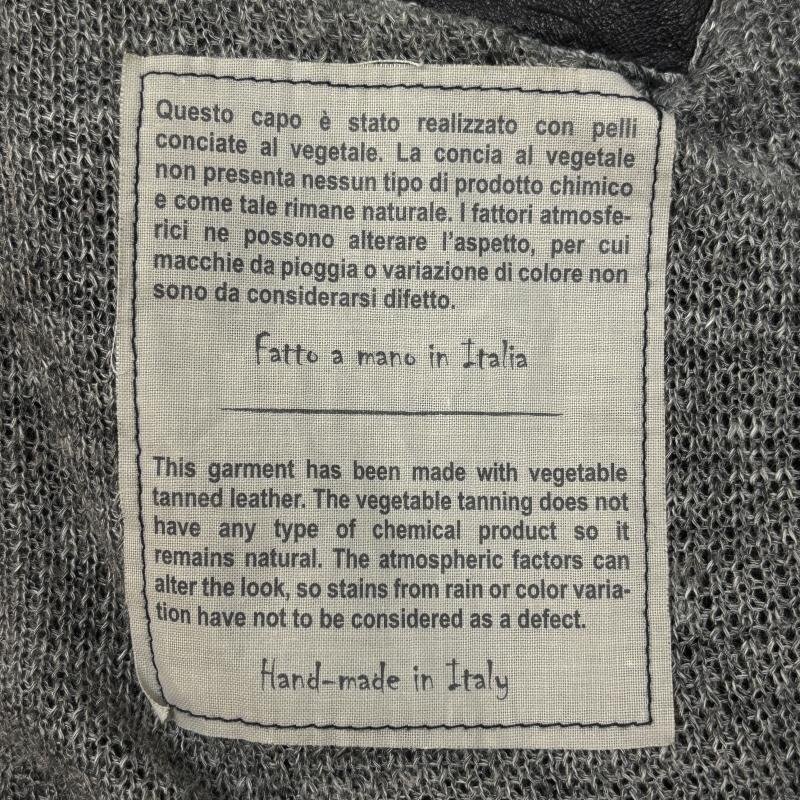 Questo capo è stato realizzato con pelli
conciate al vegetale. La concia al vegetale
non presenta nessun tipo di prodotto chimico
e come tale rimane naturale. I fattori atmosfe-
rici ne possono alterare l'aspetto, per cui
macchie da pioggia o variazione di colore non
sono da considerarsi difetto.
Fatto a mano in Italia
This garment has been made with vegetable
tanned leather. The vegetable tanning does not
have any type of chemical product so it
remains natural. The atmospheric factors can
alter the look, so stains from rain or color varia-
tion have not to be considered as a defect.
Hand-made in Italy